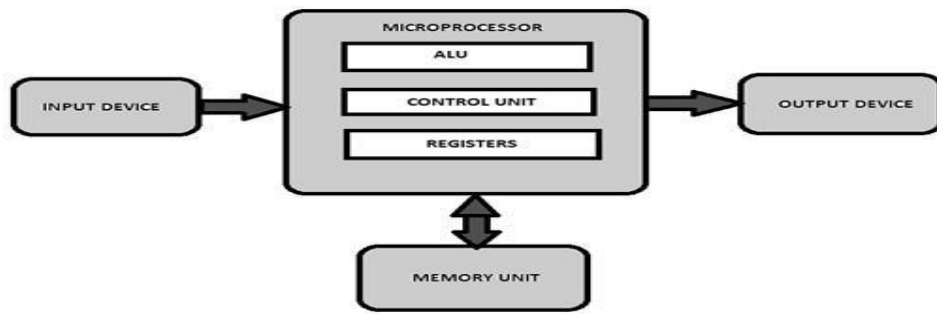 MICROPROCESSOR
ALU
INPUT DEVICE
CONTROL UNIT
OUTPUT DEVICE
REGISTERS
MEMORY UNIT